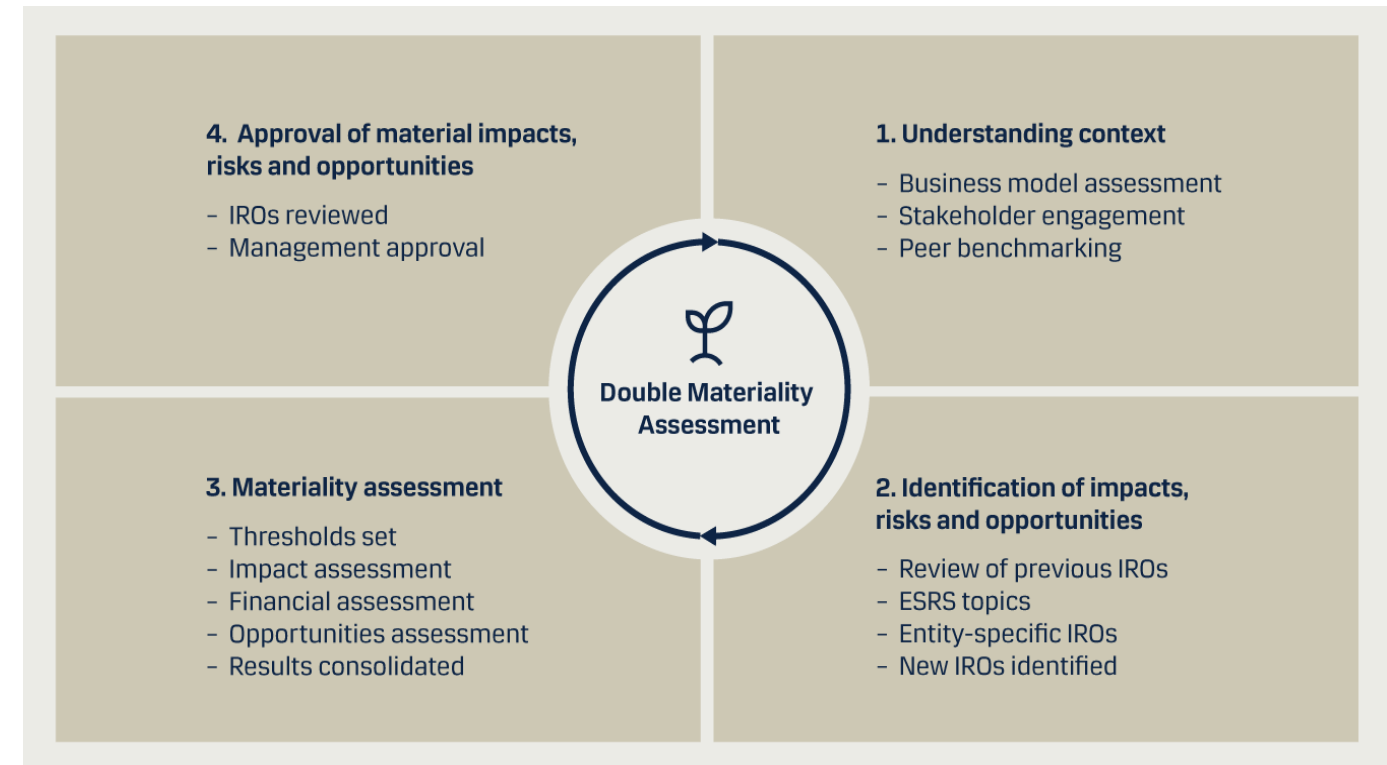 4. Approval of material impacts,
risks and opportunities
– IROs reviewed
– Management approval
1. Understanding context
– Business model assessment
– Stakeholder engagement
– Peer benchmarking
Double Materiality
Assessment
3. Materiality assessment
– Thresholds set
– Impact assessment
– Financial assessment
– Opportunities assessment
– Results consolidated
2. Identification of impacts,
risks and opportunities
– Review of previous IROs
– ESRS topics
– Entity-specific IROs
– New IROs identified